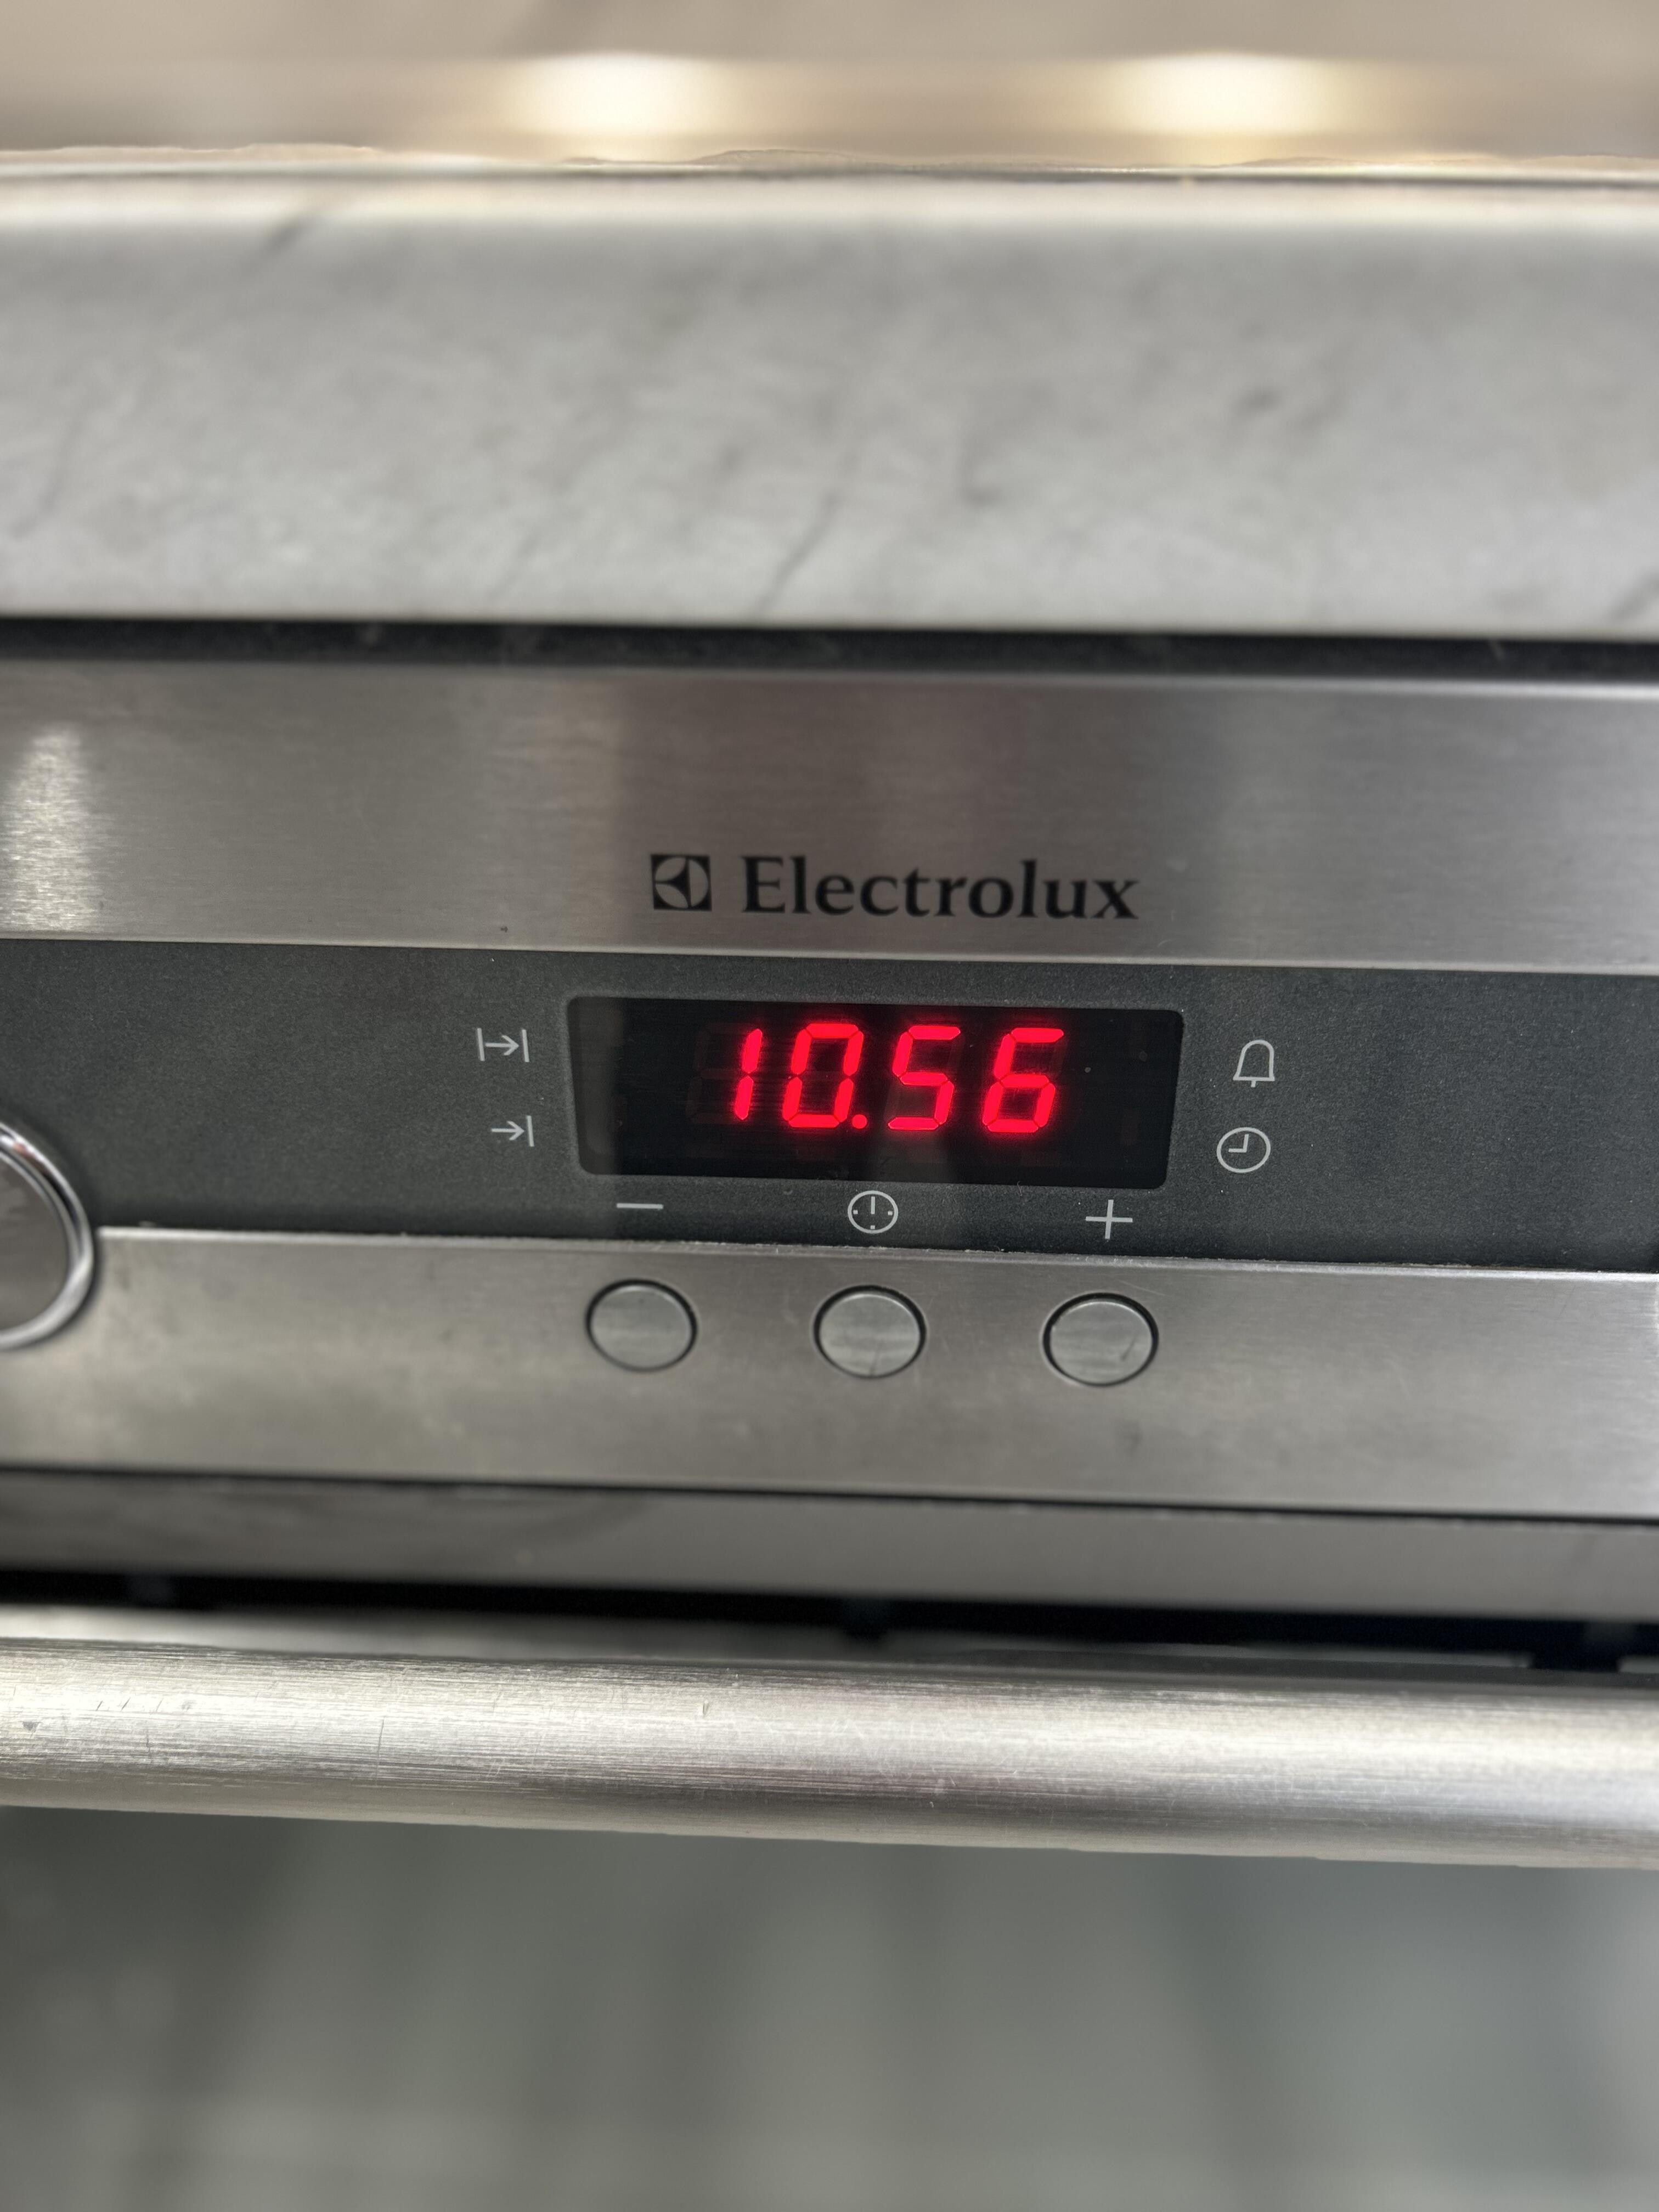 Electrolux
10.56
- +